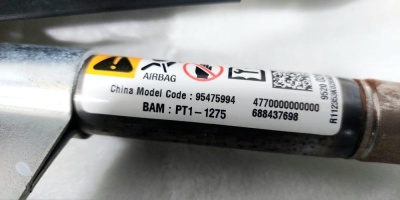 AIRBAG
China Model Code : 95475994
BAM : PT1-1275
4770000000000
688437698